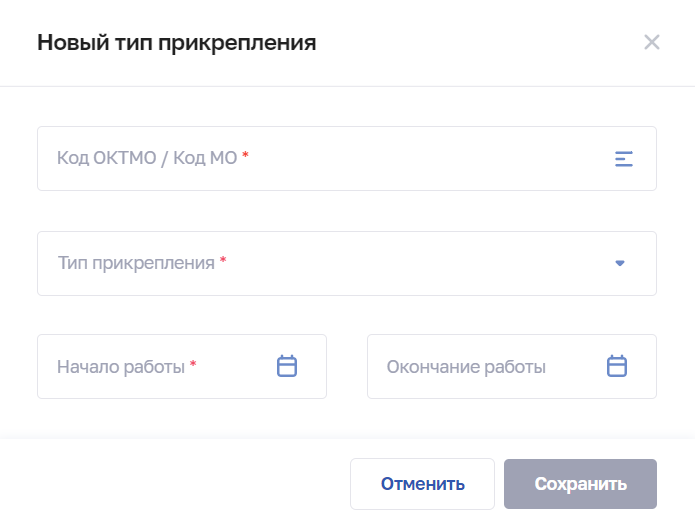 Новый тип прикрепления
Код ОКТМО / Код МО *
Тип прикрепления *
Начало работы *
Окончание работы
Отменить
Сохранить